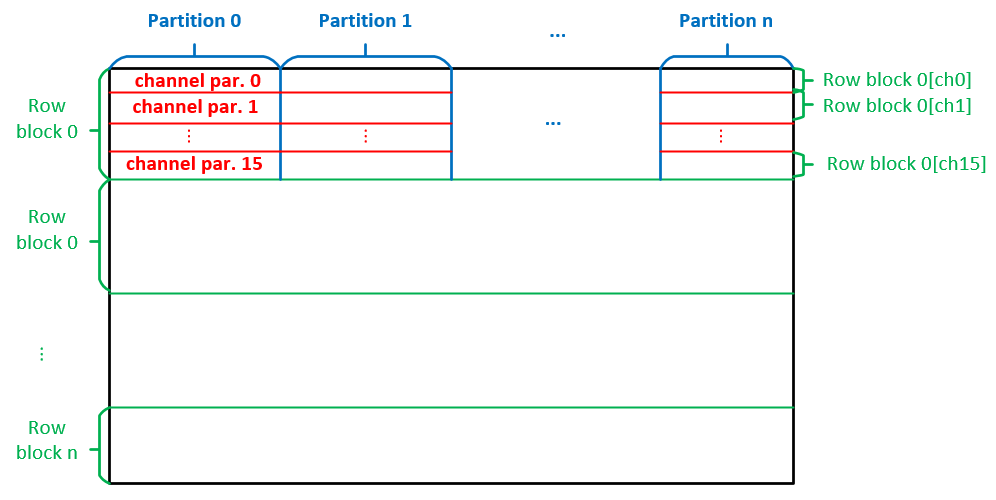 Partition 0
Partition 1
...
Partition n
channel par. 0
Row block 0[ch0]
Row
block 0
channel par. 1
Row block 0[ch1]
⋮
⋮
...
⋮
channel par. 15
Row block 0[ch15]
Row
block 0
⋮
Row
block n